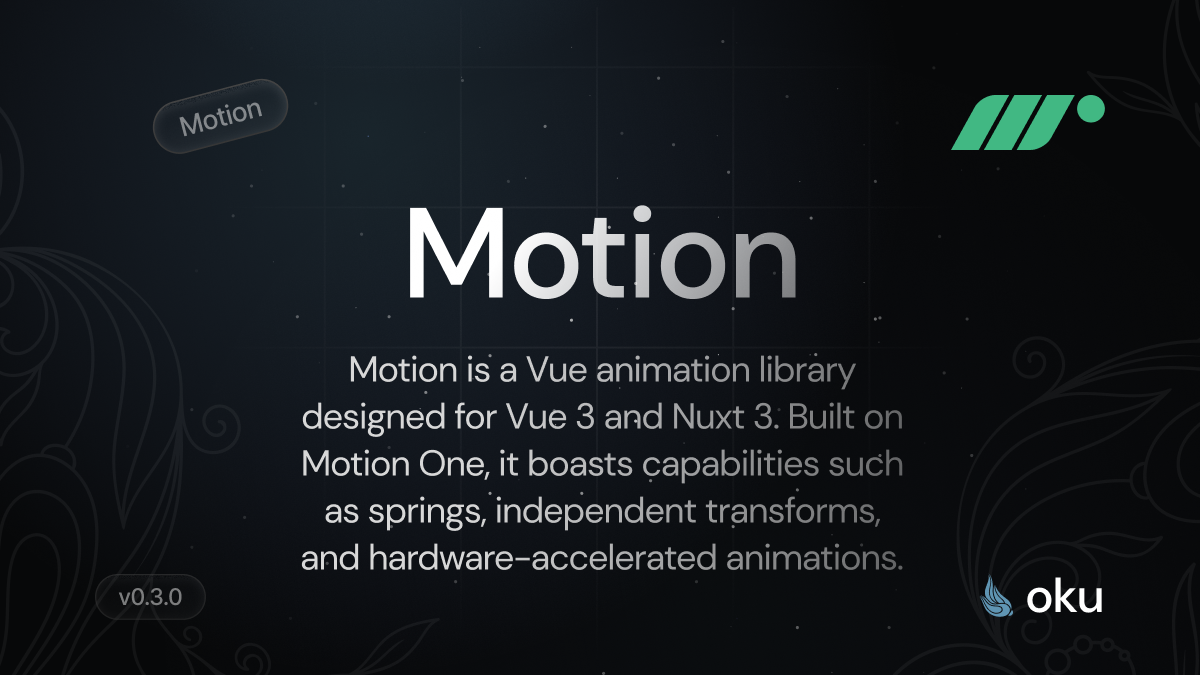 Motion
Motion
Motion is a Vue animation library
designed for Vue 3 and Nuxt 3. Built on
Motion One, it boasts capabilities such
as springs, independent transforms,
and hardware-accelerated animations.
v0.3.0
oku